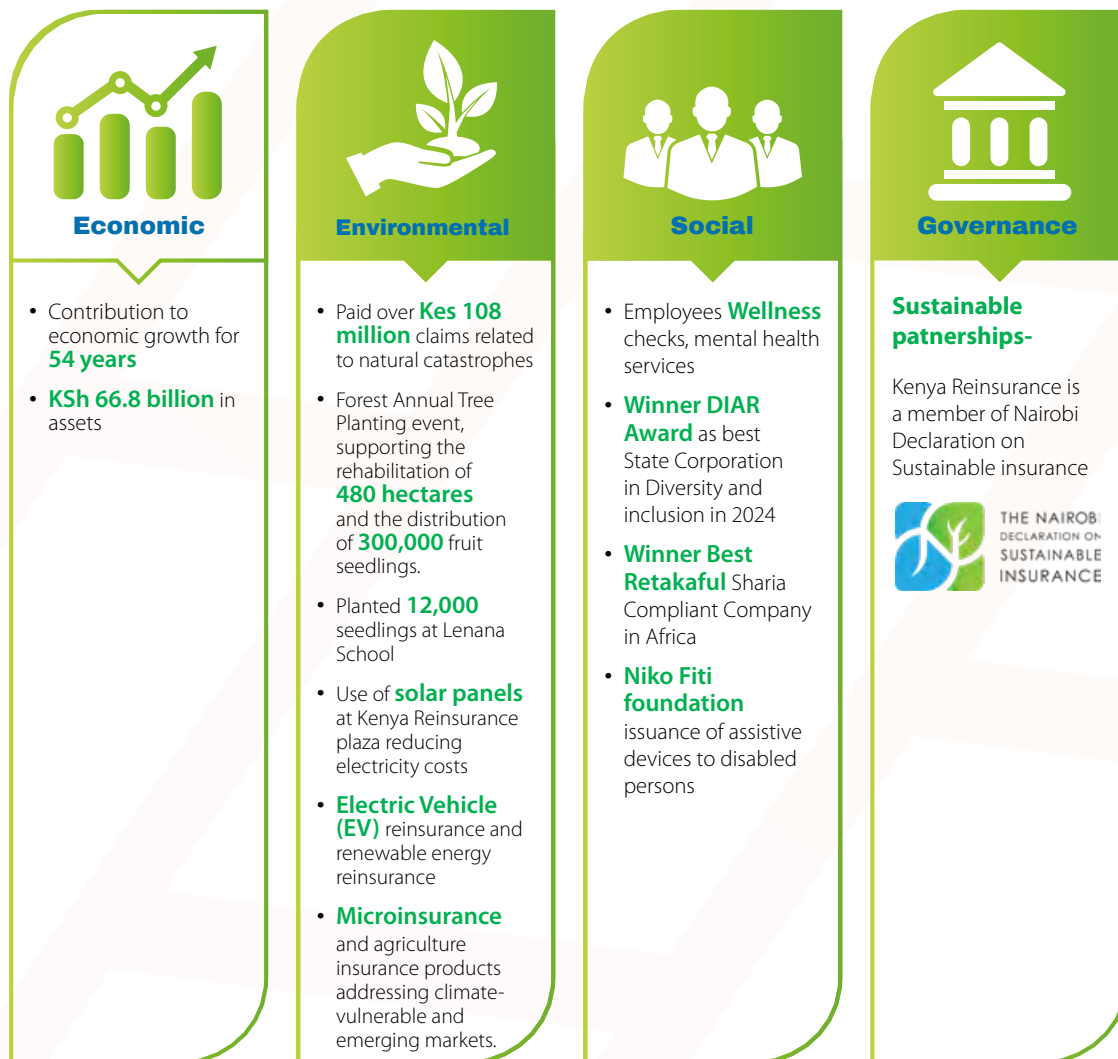 Economic
• Contribution to
economic growth for
54 years
• KSh 66.8 billion in
assets
Environmental
• Paid over Kes 108
million claims related
to natural catastrophes
• Forest Annual Tree
Planting event,
supporting the
rehabilitation of
480 hectares
and the distribution
of 300,000 fruit
seedlings.
• Planted 12,000
seedlings at Lenana
School
• Use of solar panels
at Kenya Reinsurance
plaza reducing
electricity costs
• Electric Vehicle
(EV) reinsurance and
renewable energy
reinsurance
• Microinsurance
and agriculture
insurance products
addressing climate-
vulnerable and
emerging markets.
Social
• Employees Wellness
checks, mental health
services
• Winner DIAR
Award as best
State Corporation
in Diversity and
inclusion in 2024
• Winner Best
Retakaful Sharia
Compliant Company
in Africa
• Niko Fiti
foundation
issuance of assistive
devices to disabled
persons
Governance
Sustainable
patnerships-
Kenya Reinsurance is
a member of Nairobi
Declaration on
Sustainable insurance
THE NAIROBI
DECLARATION ON
SUSTAINABLE
INSURANCE